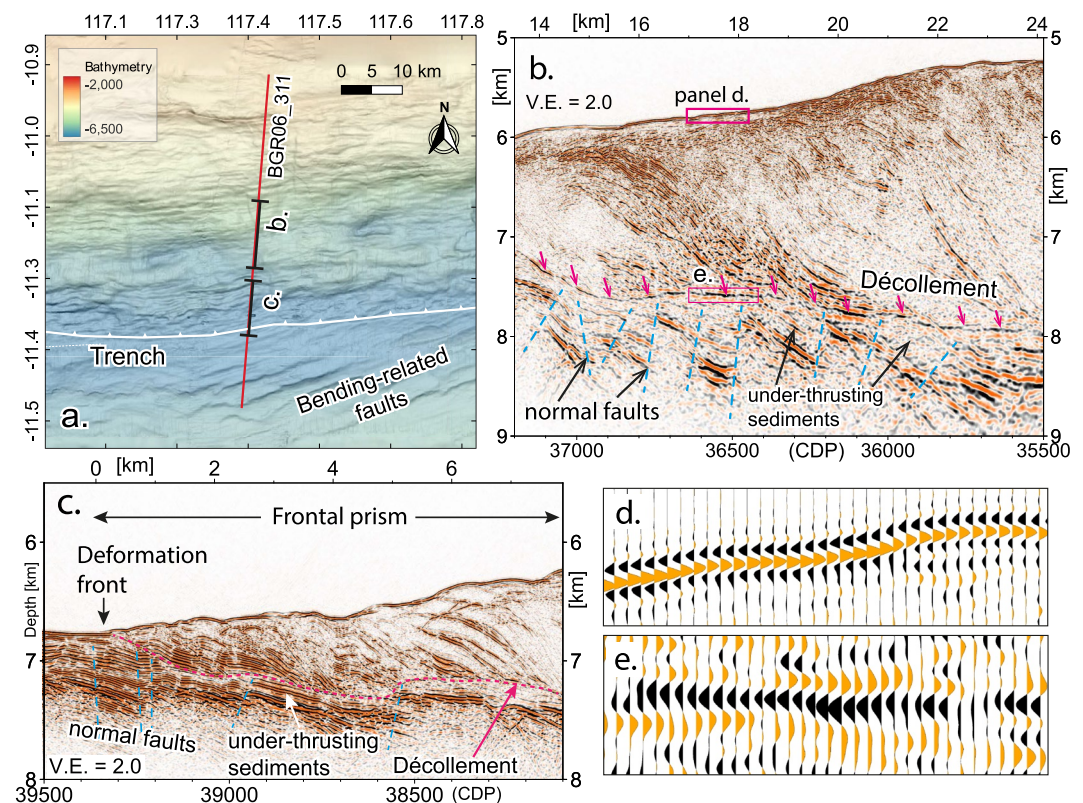 117.1 117.3 117.4 117.6 117.8
-10.9
-11.0
-11.1
-11.3
-11.4
-11.5
Bathymetry
-2,000
-6,500
0 5 10 km
N
BGR06_311
b.
c.
Trench
Bending-related
faults
a.
14 [km] 16 18 20 22 24
5
[km]
6
7
8
9
5
6
[km]
7
8
9
b.
V.E. = 2.0
panel d.
e.
Décollement
normal faults
under-thrusting
sediments
37000 36500 (CDP) 36000 35500
0 [km] 2 4 6
c.
Frontal prism
Deformation
front
Depth [km]
6
7
8
6
[km]
7
8
normal faults
under-thrusting
sediments
Décollement
V.E. = 2.0
39500 39000 38500 (CDP)
d.
e.